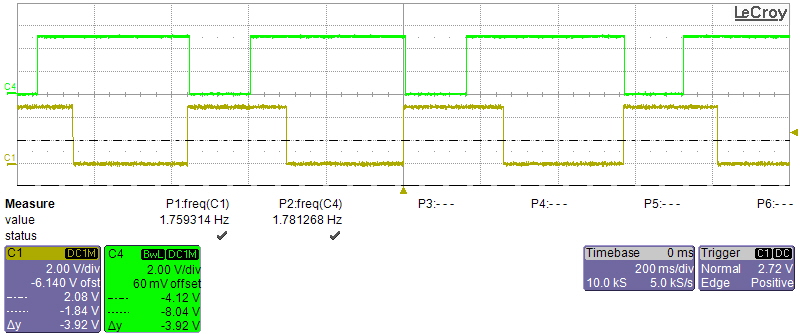 LeCroy
C4
C1
Measure P1:freq(C1) P2:freq(C4) P3:--- P4:--- P5:--- P6:---
value 1.759314 Hz 1.781268 Hz
status
C1 DC1M
2.00 V/div
-6.140 V ofst
2.08 V
-1.84 V
Δy -3.92 V
C4 BwL DC1M
2.00 V/div
60 mV offset
-4.12 V
-8.04 V
Δy -3.92 V
Timebase 0 ms
200 ms/div
10.0 kS 5.0 kS/s
Trigger C1 DC
Normal 2.72 V
Edge Positive